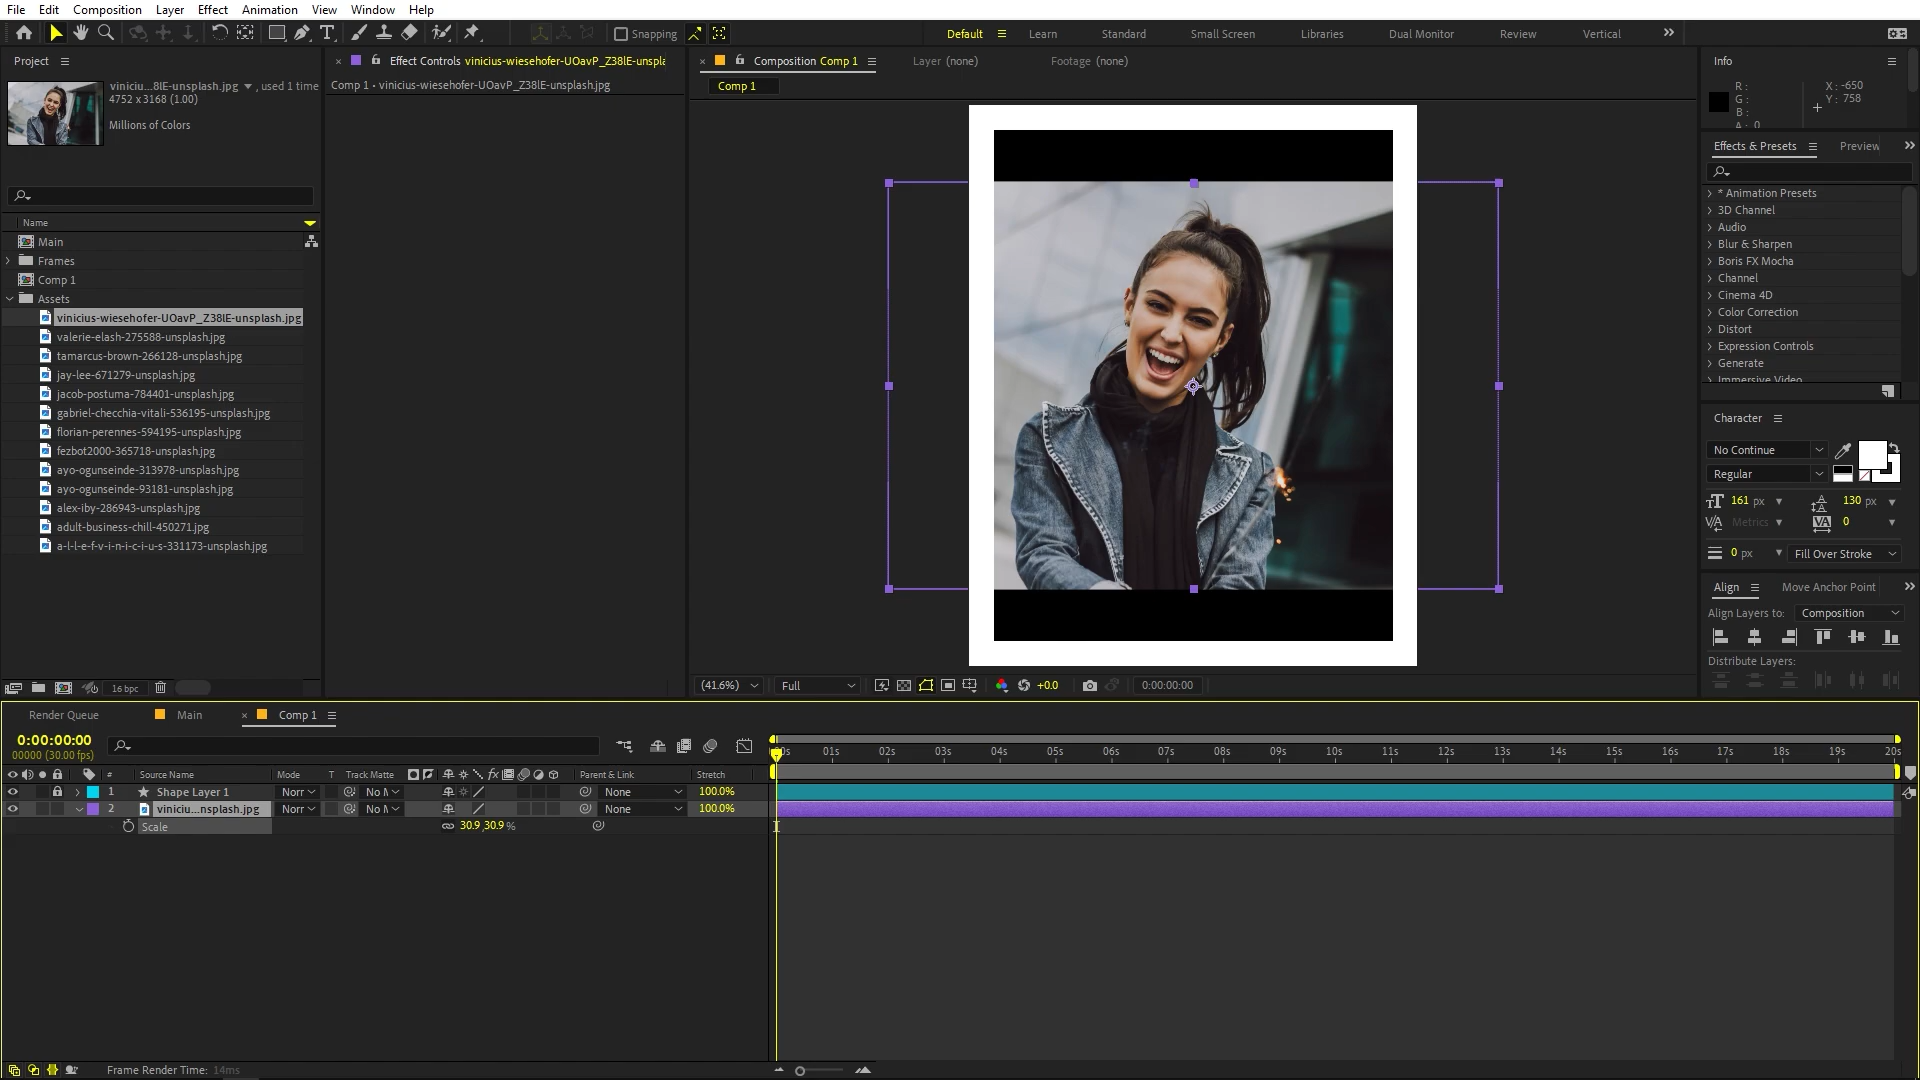 File Edit Composition Layer Effect Animation View Window Help
Snapping
Default Learn Standard Small Screen Libraries Dual Monitor Review Vertical
Project
viniciu...8lE-unsplash.jpg , used 1 time
4752 x 3168 (1.00)
Millions of Colors
Name
Main
Frames
Comp 1
Assets
vinicius-wiesehofer-UOavP_Z38lE-unsplash.jpg
valerie-elash-275588-unsplash.jpg
tamarcus-brown-266128-unsplash.jpg
jay-lee-671279-unsplash.jpg
jacob-postuma-784401-unsplash.jpg
gabriel-checchia-vitali-536195-unsplash.jpg
florian-perennes-594195-unsplash.jpg
fezbot2000-365718-unsplash.jpg
ayo-ogunseinde-313978-unsplash.jpg
ayo-ogunseinde-93181-unsplash.jpg
alex-iby-286943-unsplash.jpg
adult-business-chill-450271.jpg
a-l-l-e-f-v-i-n-i-c-i-u-s-331173-unsplash.jpg
16 bpc
Effect Controls vinicius-wiesehofer-UOavP_Z38lE-unspla
Comp 1 • vinicius-wiesehofer-UOavP_Z38lE-unsplash.jpg
Composition Comp 1
Layer (none)
Footage (none)
Comp 1
(41.6%)
Full
+0.0
0:00:00:00
Info
R :
G :
B :
A : 0
X : -650
Y : 758
Effects & Presets
Preview
* Animation Presets
3D Channel
Audio
Blur & Sharpen
Boris FX Mocha
Channel
Cinema 4D
Color Correction
Distort
Expression Controls
Generate
Immersive Video
Character
No Continue
Regular
161 px
130 px
Metrics
0
0 px
Fill Over Stroke
Align
Move Anchor Point
Align Layers to: Composition
Distribute Layers:
Render Queue
Main
Comp 1
0:00:00:00
00000 (30.00 fps)
00s 01s 02s 03s 04s 05s 06s 07s 08s 09s 10s 11s 12s 13s 14s 15s 16s 17s 18s 19s 20s
# Source Name Mode T Track Matte fx Parent & Link Stretch
1 Shape Layer 1 Norr No M None 100.0%
2 viniciu...nsplash.jpg Norr No M None 100.0%
Scale 30.9,30.9 %
Frame Render Time: 14ms